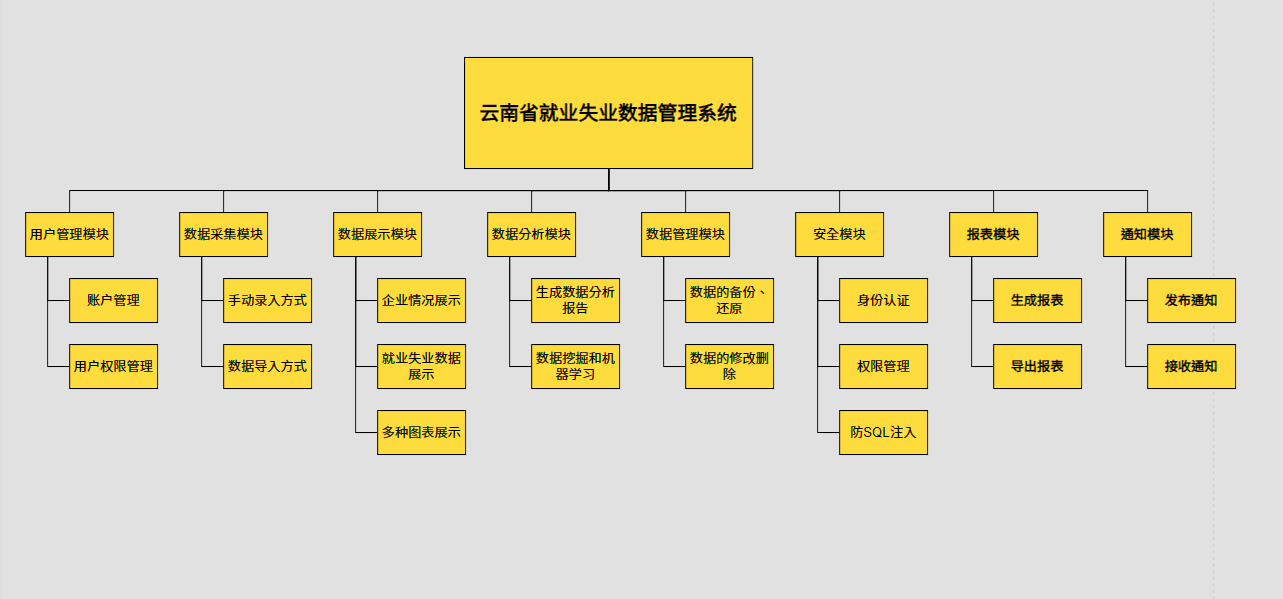 云南省就业失业数据管理系统
用户管理模块
数据采集模块
数据展示模块
数据分析模块
数据管理模块
安全模块
报表模块
通知模块
账户管理
手动录入方式
企业情况展示
生成数据分析
报告
数据的备份、
还原
身份认证
生成报表
发布通知
用户权限管理
数据导入方式
就业失业数据
展示
数据挖掘和机
器学习
数据的修改删
除
权限管理
导出报表
接收通知
多种图表展示
防SQL注入